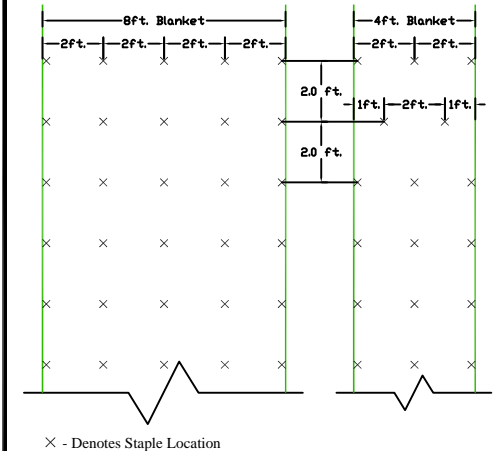 8ft. Blanket
4ft. Blanket
2ft. 2ft. 2ft. 2ft.
2ft. 2ft.
2.0 ft.
1ft. 2ft. 1ft.
2.0 ft.
× - Denotes Staple Location